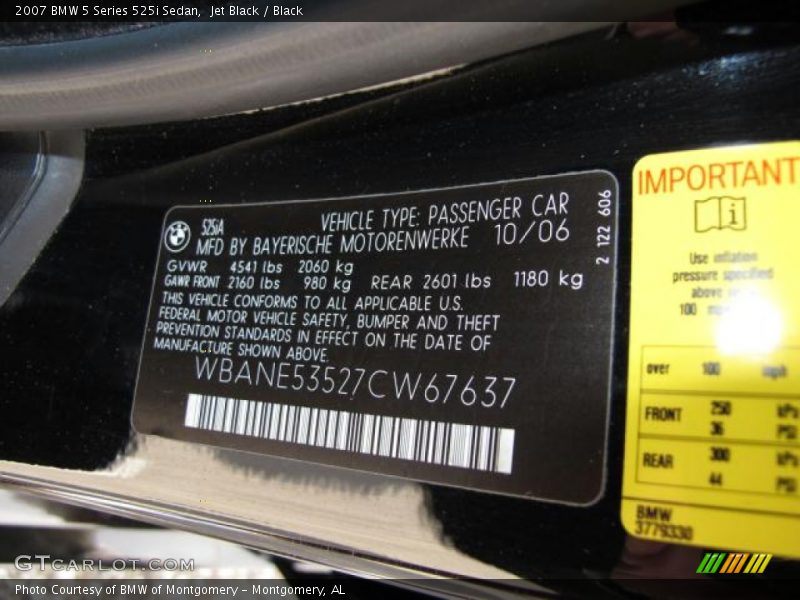 2007 BMW 5 Series 525i Sedan, Jet Black / Black
525iA
VEHICLE TYPE: PASSENGER CAR
MFD BY BAYERISCHE MOTORENWERKE 10/06
GVWR 4541 lbs 2060 kg
GAWR FRONT 2160 lbs 980 kg REAR 2601 lbs 1180 kg
THIS VEHICLE CONFORMS TO ALL APPLICABLE U.S.
FEDERAL MOTOR VEHICLE SAFETY, BUMPER AND THEFT
PREVENTION STANDARDS IN EFFECT ON THE DATE OF
MANUFACTURE SHOWN ABOVE.
WBANE53527CW67637
2 122 606
IMPORTANT
Use inflation
pressure specified
above
100
over 100 mph
FRONT 250 kPa
36 PSI
REAR 300 kPa
44 PSI
BMW
3779330
GTCARLOT.COM
Photo Courtesy of BMW of Montgomery - Montgomery, AL